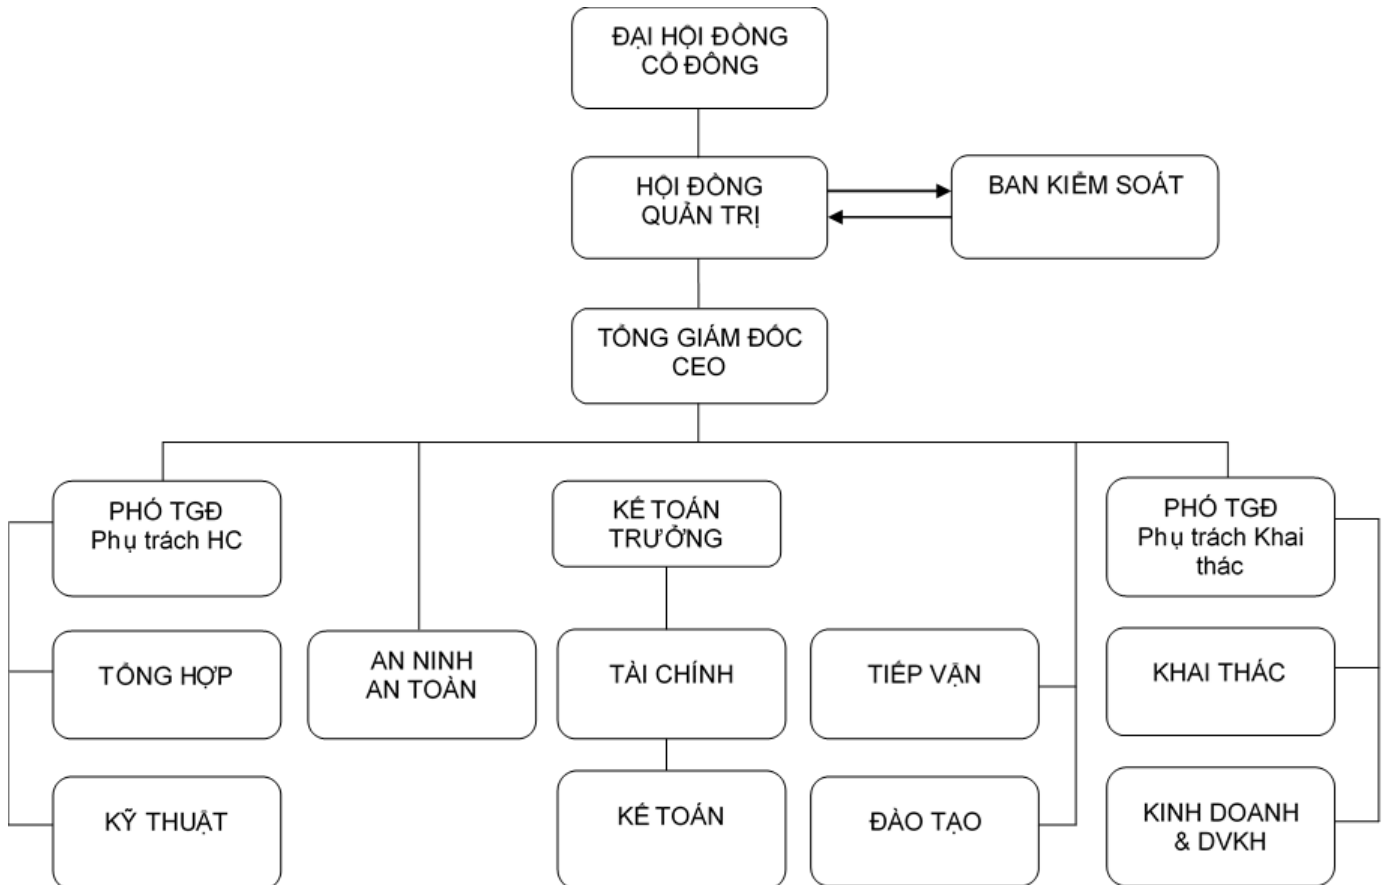 ĐẠI HỘI ĐỒNG
CỔ ĐÔNG
HỘI ĐỒNG
QUẢN TRỊ
BAN KIỂM SOÁT
TỔNG GIÁM ĐỐC
CEO
PHÓ TGĐ
Phụ trách HC
KẾ TOÁN
TRƯỞNG
PHÓ TGĐ
Phụ trách Khai
thác
TỔNG HỢP
AN NINH
AN TOÀN
TÀI CHÍNH
TIẾP VẬN
KHAI THÁC
KỸ THUẬT
KẾ TOÁN
ĐÀO TẠO
KINH DOANH
& DVKH